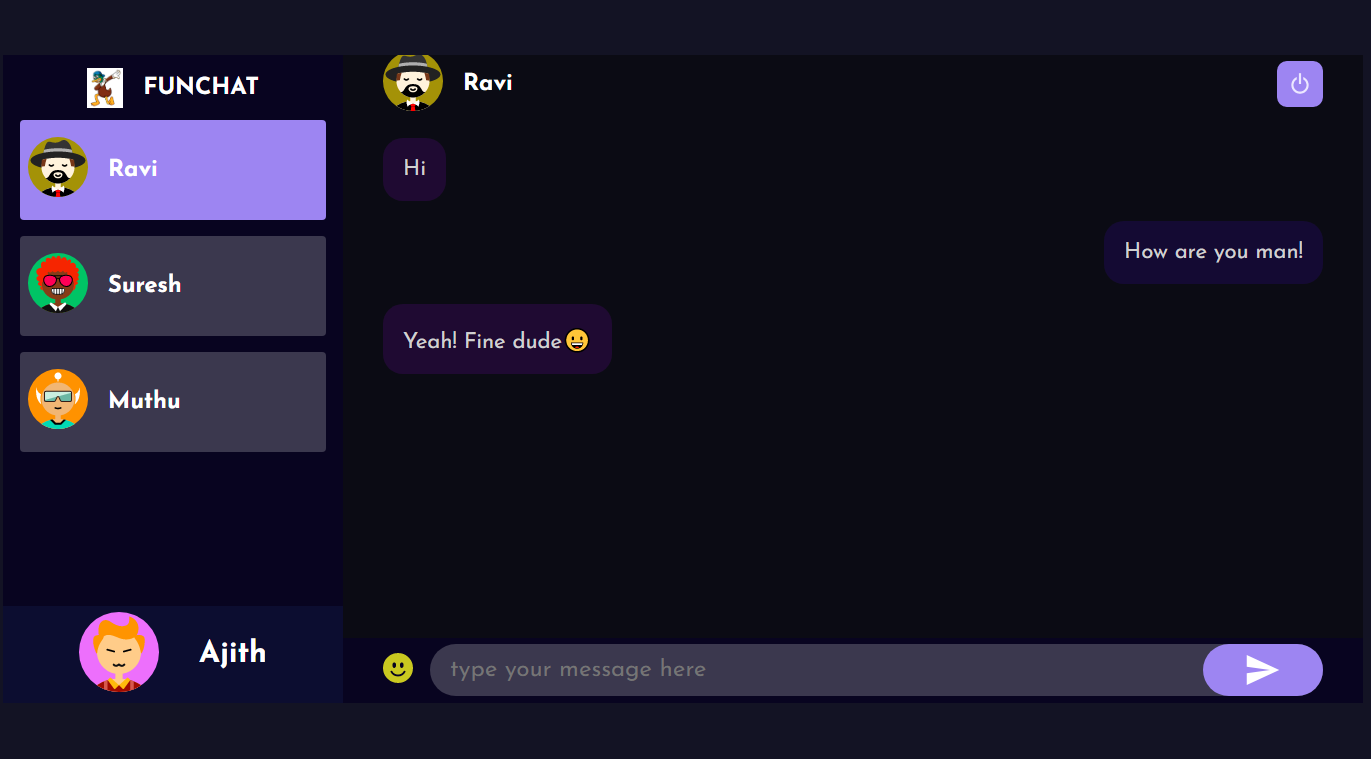 FUNCHAT
Ravi
Suresh
Muthu
Ajith
Ravi
Hi
How are you man!
Yeah! Fine dude😀
type your message here